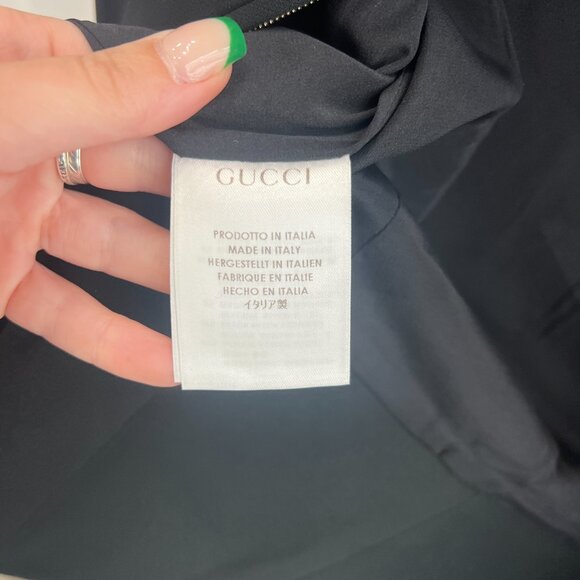 GUCCI
PRODOTTO IN ITALIA
MADE IN ITALY
HERGESTELLT IN ITALIEN
FABRIQUE EN ITALIE
HECHO EN ITALIA
イタリア製